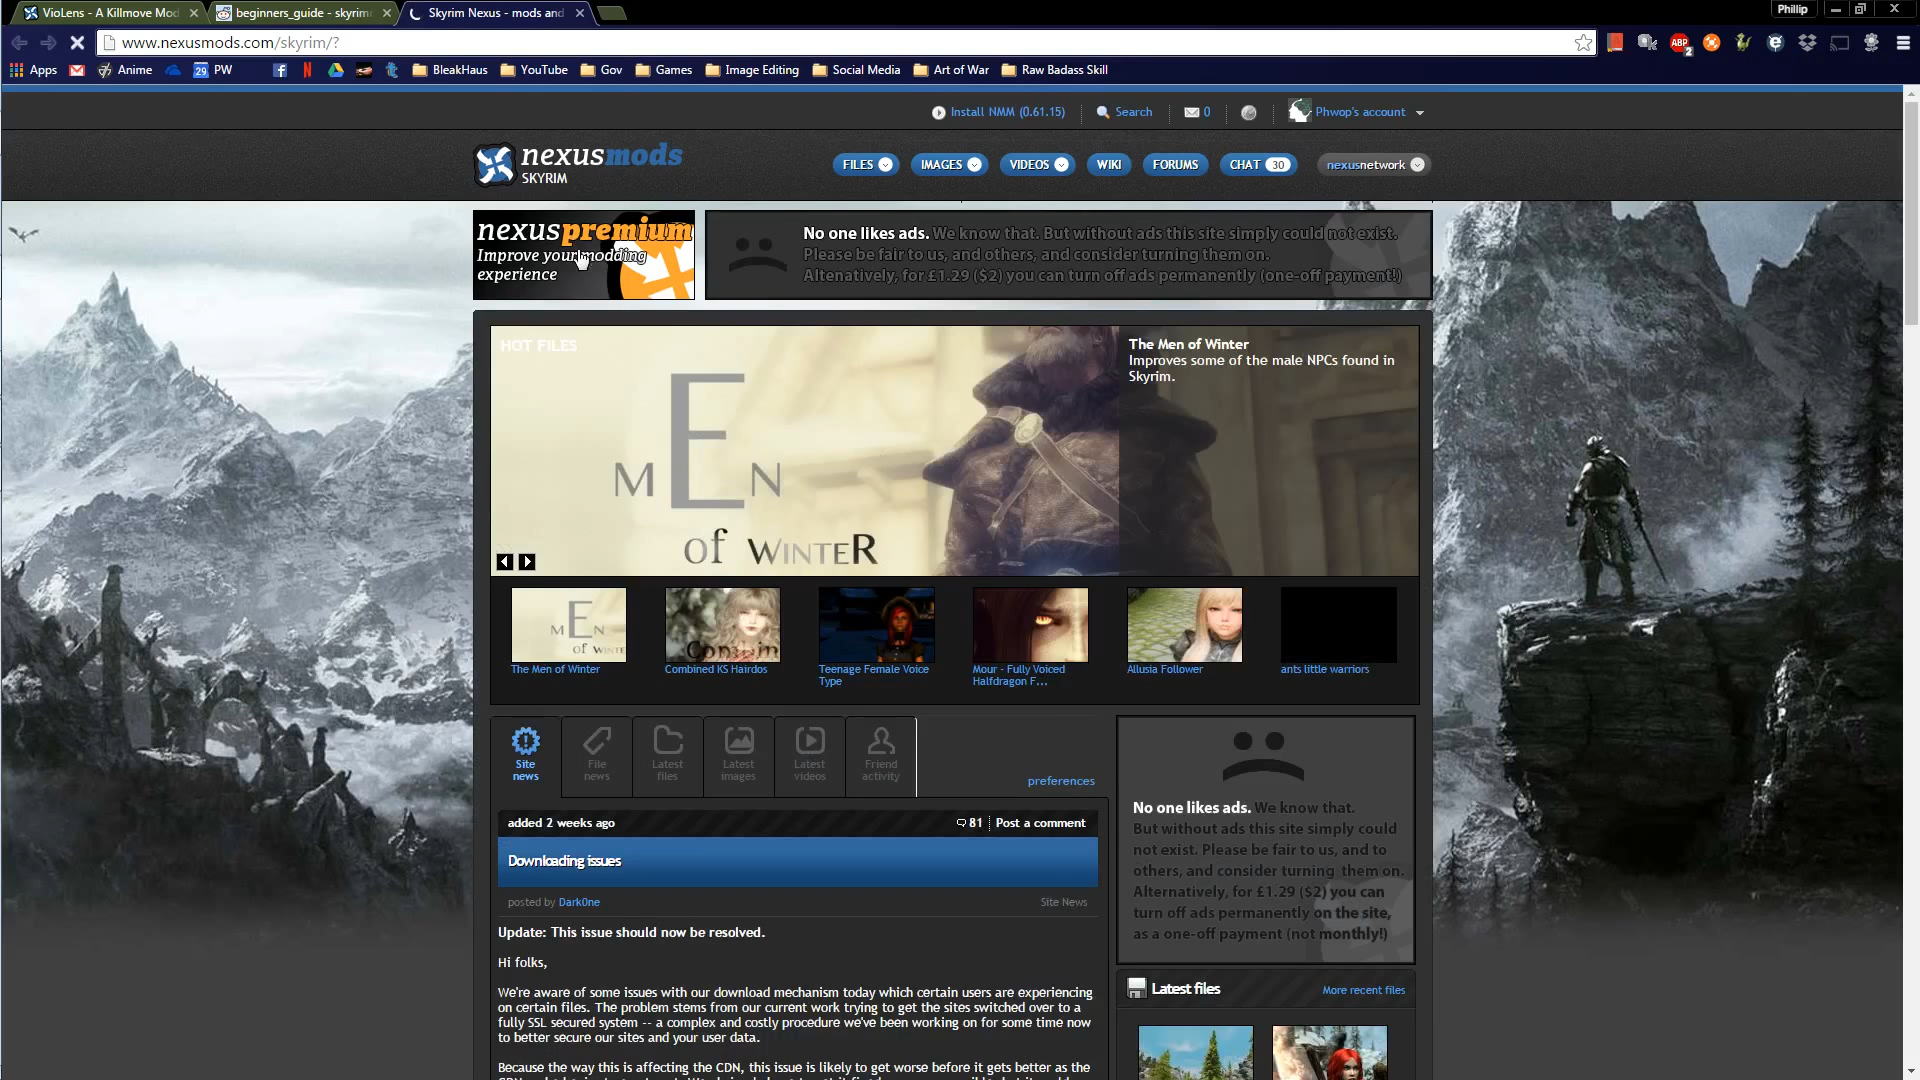 VioLens - A Killmove Mod
beginners_guide - skyrim
Skyrim Nexus - mods and
Phillip
www.nexusmods.com/skyrim/?
ABP
2
Apps
Anime
29
PW
BleakHaus
YouTube
Gov
Games
Image Editing
Social Media
Art of War
Raw Badass Skill
Install NMM (0.61.15)
Search
0
Phwop's account
nexusmods
SKYRIM
FILES
IMAGES
VIDEOS
WIKI
FORUMS
CHAT 30
nexusnetwork
nexuspremium
Improve your modding
experience
No one likes ads. We know that. But without ads this site simply could not exist.
Please be fair to us, and others, and consider turning them on.
Altenatively, for £1.29 ($2) you can turn off ads permanently (one-off payment!)
HOT FILES
MEN
of WINTER
The Men of Winter
Improves some of the male NPCs found in
Skyrim.
MEN
of WINTE
The Men of Winter
Combined KS Hairdos
Teenage Female Voice
Type
Mour - Fully Voiced
Halfdragon F...
Allusia Follower
ants little warriors
Site
news
File
news
Latest
files
Latest
images
Latest
videos
Friend
activity
preferences
added 2 weeks ago
81
Post a comment
Downloading issues
posted by Dark0ne
Site News
Update: This issue should now be resolved.
Hi folks,
We're aware of some issues with our download mechanism today which certain users are experiencing
on certain files. The problem stems from our current work trying to get the sites switched over to a
fully SSL secured system -- a complex and costly procedure we've been working on for some time now
to better secure our sites and your user data.
Because the way this is affecting the CDN, this issue is likely to get worse before it gets better as the
No one likes ads. We know that.
But without ads this site simply could
not exist. Please be fair to us, and to
others, and consider turning them on.
Alternatively, for £1.29 ($2) you can
turn off ads permanently on the site,
as a one-off payment (not monthly!)
Latest files
More recent files